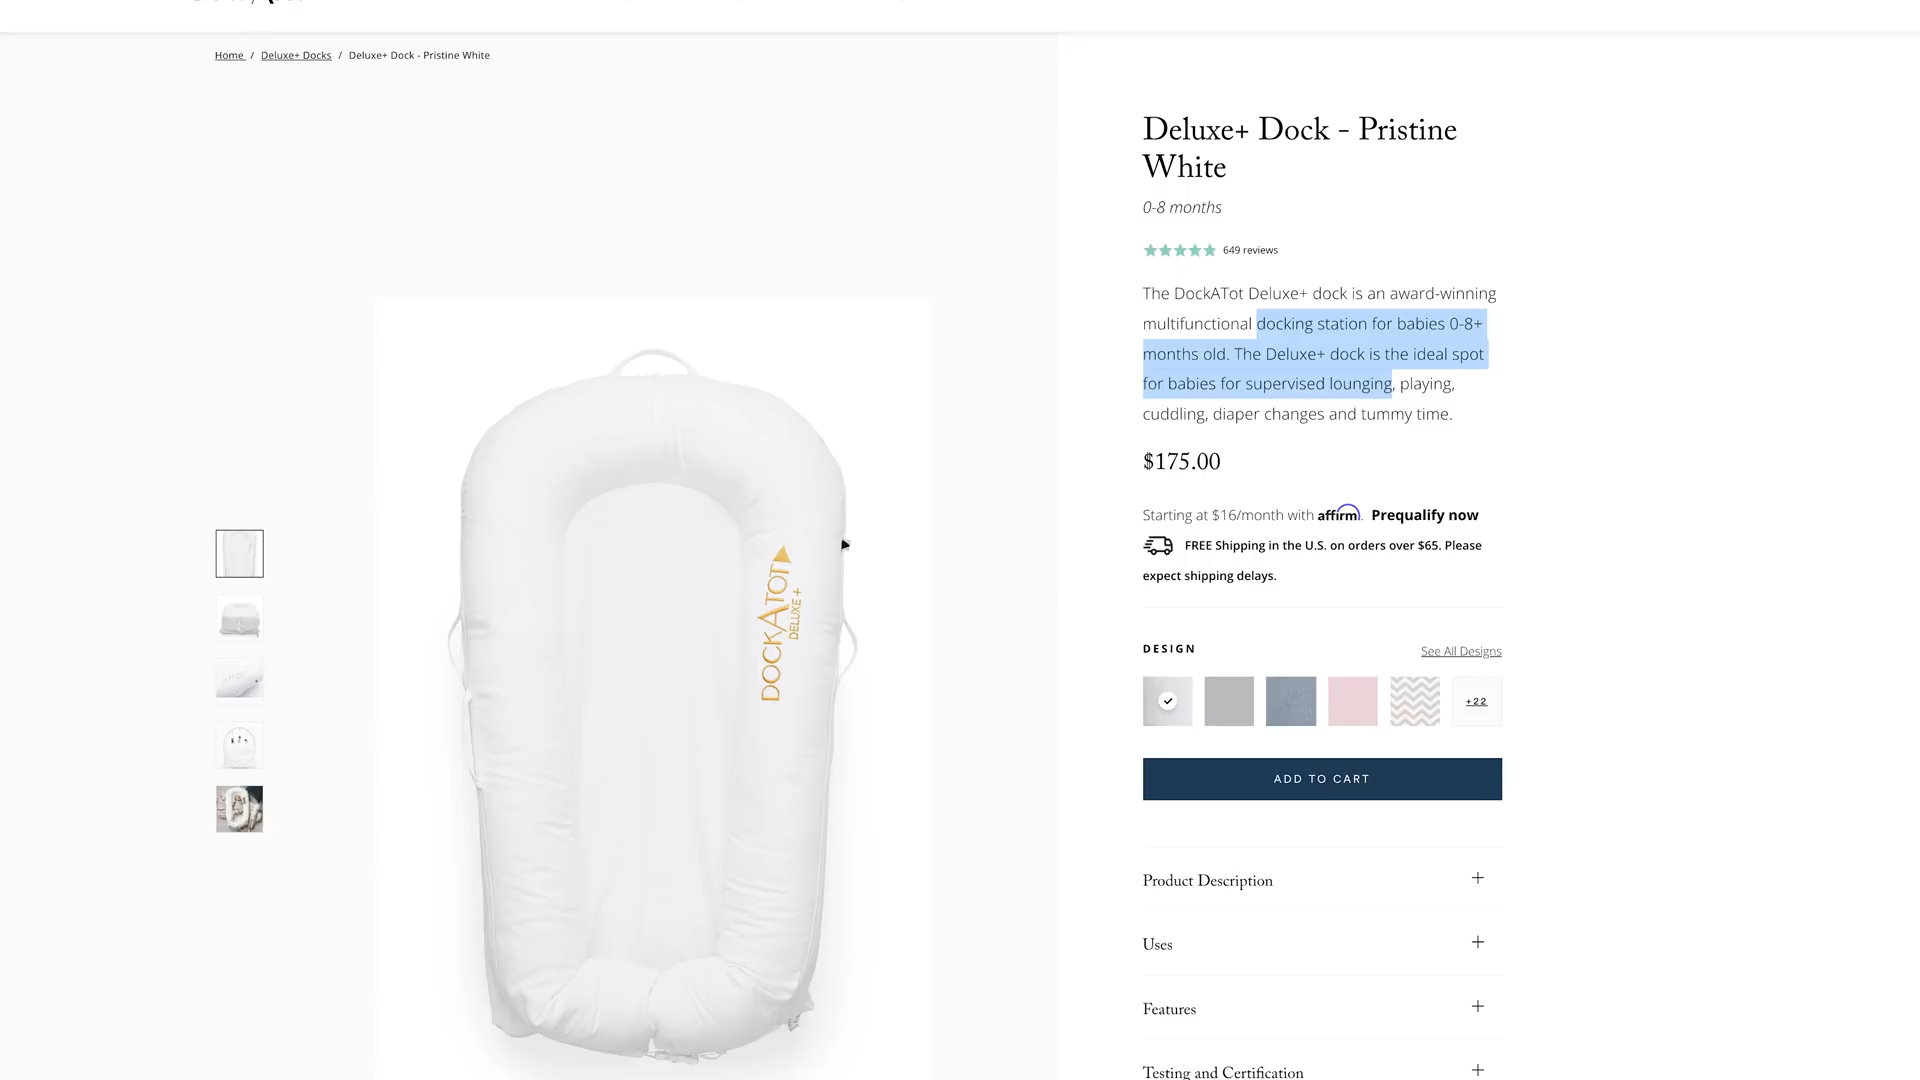 Home / Deluxe+ Docks / Deluxe+ Dock - Pristine White
Deluxe+ Dock - Pristine
White
0-8 months
649 reviews
The DockATot Deluxe+ dock is an award-winning
multifunctional docking station for babies 0-8+
months old. The Deluxe+ dock is the ideal spot
for babies for supervised lounging, playing,
cuddling, diaper changes and tummy time.
$175.00
Starting at $16/month with affirm. Prequalify now
FREE Shipping in the U.S. on orders over $65. Please
expect shipping delays.
DESIGN
See All Designs
+22
ADD TO CART
Product Description
Uses
Features
Testing and Certification
DOCKATOT
DELUXE +